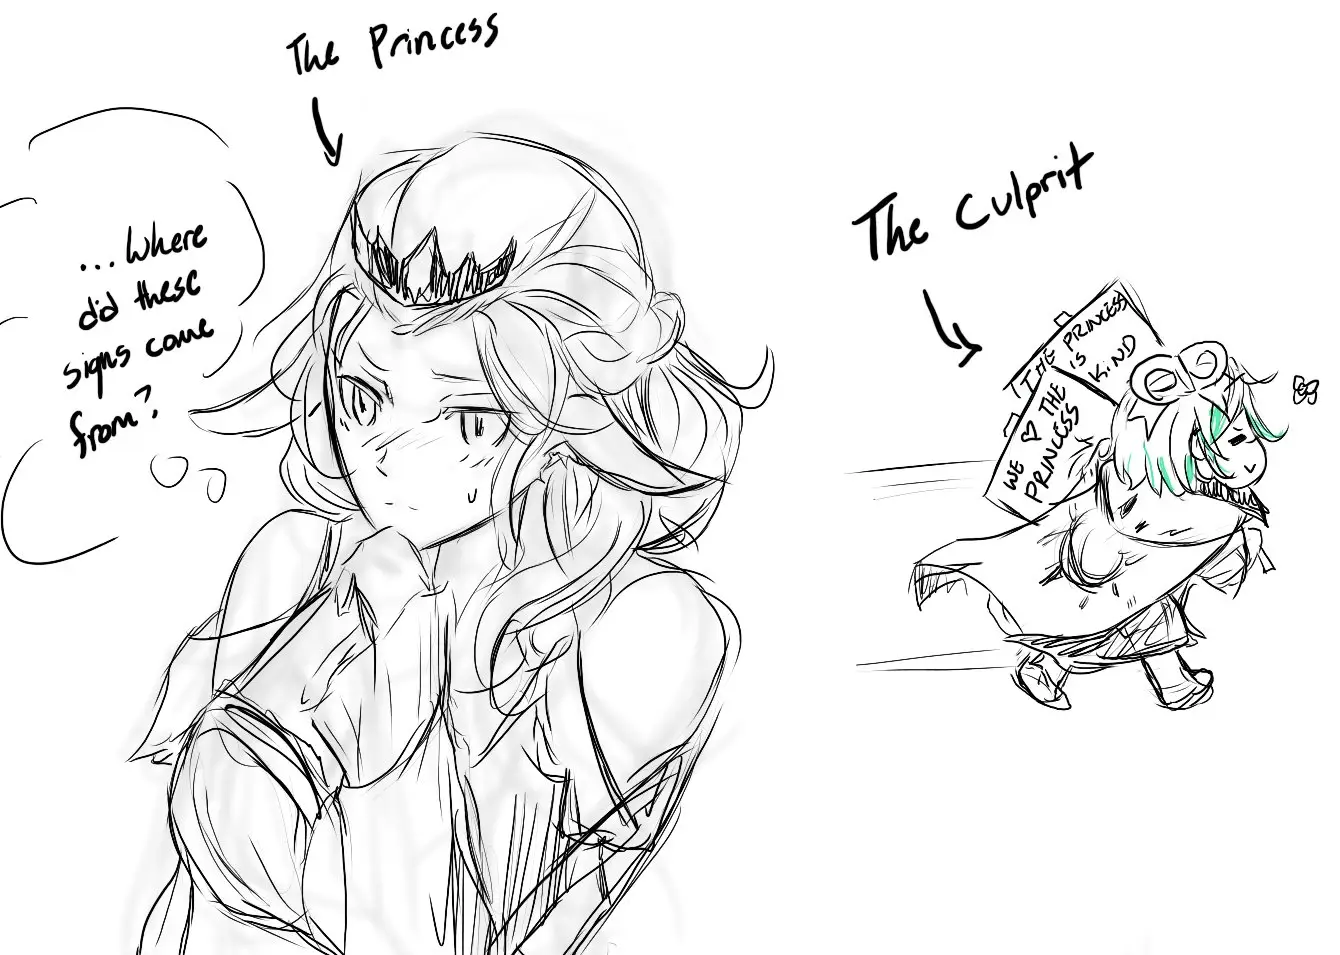 The Princess
...Where
did these
signs come
from?
The Culprit
THE PRINCESS
IS
KIND
WE ♡ THE
PRINCESS